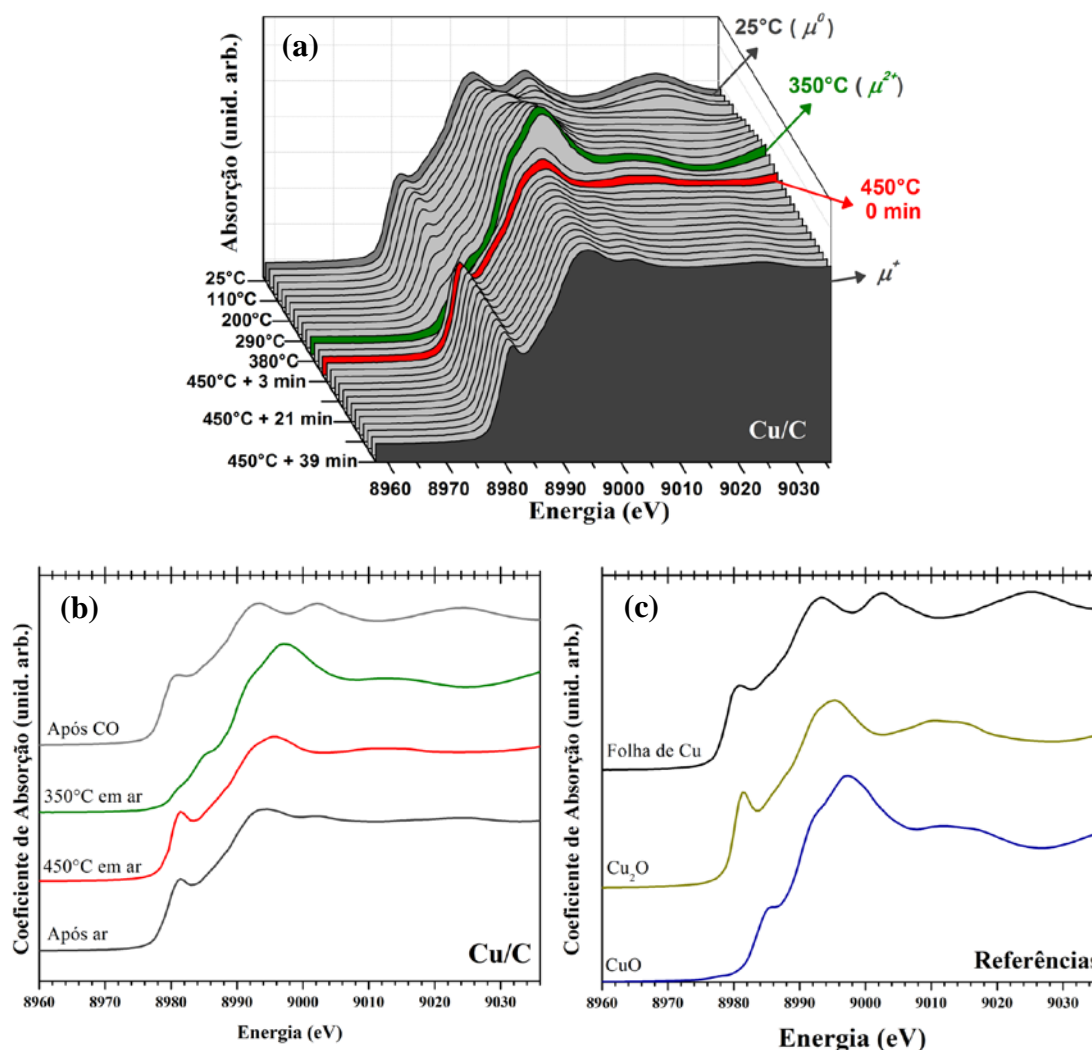 (a)
25°C ( μ⁰ )
350°C ( μ²⁺ )
450°C
0 min
μ⁺
Absorção (unid. arb.)
25°C
110°C
200°C
290°C
380°C
450°C + 3 min
450°C + 21 min
450°C + 39 min
Cu/C
8960 8970 8980 8990 9000 9010 9020 9030
Energia (eV)
(b)
Coeficiente de Absorção (unid. arb.)
Após CO
350°C em ar
450°C em ar
Após ar
Cu/C
8960 8970 8980 8990 9000 9010 9020 9030
Energia (eV)
(c)
Coeficiente de Absorção (unid. arb.)
Folha de Cu
Cu₂O
CuO
Referências
8960 8970 8980 8990 9000 9010 9020 9030
Energia (eV)